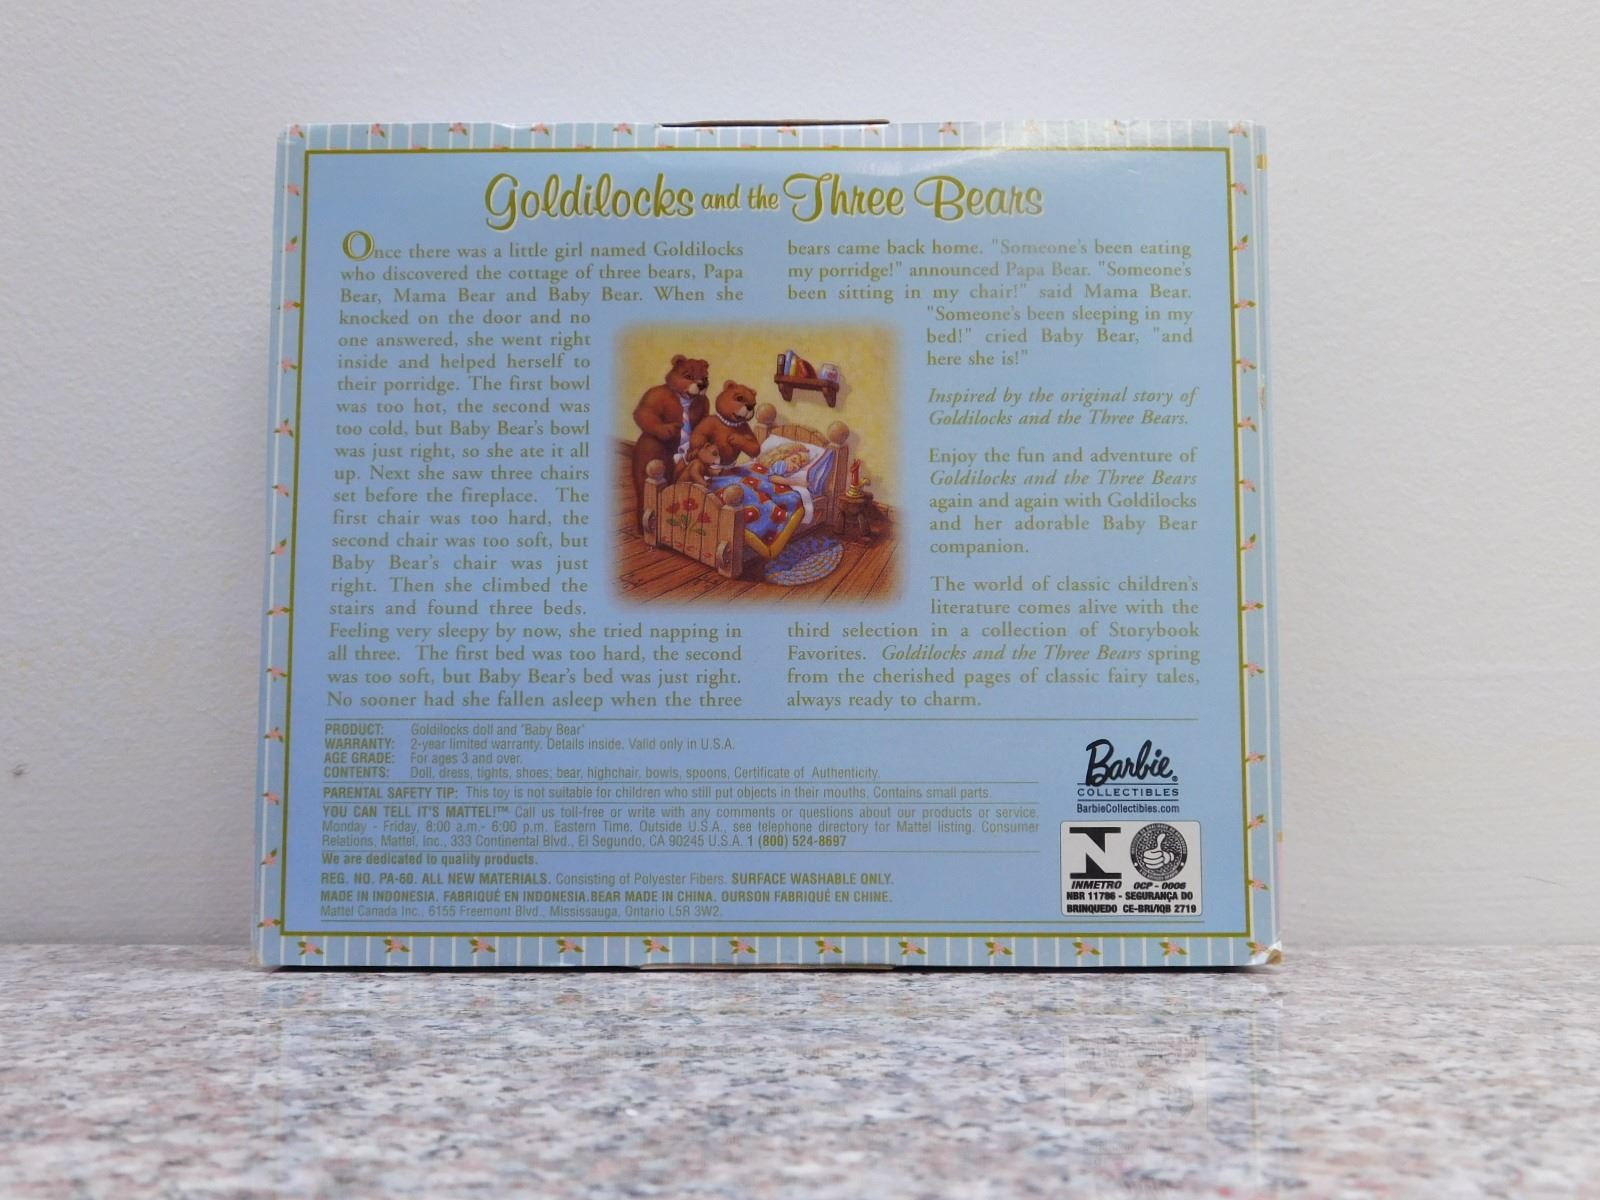 Goldilocks and the Three Bears
Once there was a little girl named Goldilocks
who discovered the cottage of three bears, Papa
Bear, Mama Bear and Baby Bear. When she
knocked on the door and no
one answered, she went right
inside and helped herself to
their porridge. The first bowl
was too hot, the second was
too cold, but Baby Bear's bowl
was just right, so she ate it all
up. Next she saw three chairs
set before the fireplace. The
first chair was too hard, the
second chair was too soft, but
Baby Bear's chair was just
right. Then she climbed the
stairs and found three beds.
Feeling very sleepy by now, she tried napping in
all three. The first bed was too hard, the second
was too soft, but Baby Bear's bed was just right.
No sooner had she fallen asleep when the three
bears came back home. "Someone's been eating
my porridge!" announced Papa Bear. "Someone's
been sitting in my chair!" said Mama Bear.
"Someone's been sleeping in my
bed!" cried Baby Bear, "and
here she is!"
Inspired by the original story of
Goldilocks and the Three Bears.
Enjoy the fun and adventure of
Goldilocks and the Three Bears
again and again with Goldilocks
and her adorable Baby Bear
companion.
The world of classic children's
literature comes alive with the
third selection in a collection of Storybook
Favorites. Goldilocks and the Three Bears spring
from the cherished pages of classic fairy tales,
always ready to charm.
PRODUCT: Goldilocks doll and "Baby Bear"
WARRANTY: 2-year limited warranty. Details inside. Valid only in U.S.A.
AGE GRADE: For ages 3 and over.
CONTENTS: Doll, dress, tights, shoes; bear, highchair, bowls, spoons, Certificate of Authenticity.
PARENTAL SAFETY TIP: This toy is not suitable for children who still put objects in their mouths. Contains small parts.
YOU CAN TELL IT'S MATTEL!™ Call us toll-free or write with any comments or questions about our products or service.
Monday - Friday, 8:00 a.m.- 6:00 p.m. Eastern Time. Outside U.S.A., see telephone directory for Mattel listing. Consumer
Relations, Mattel, Inc., 333 Continental Blvd., El Segundo, CA 90245 U.S.A. 1 (800) 524-8697
We are dedicated to quality products.
REG. NO. PA-60. ALL NEW MATERIALS. Consisting of Polyester Fibers. SURFACE WASHABLE ONLY.
MADE IN INDONESIA. FABRIQUÉ EN INDONESIA. BEAR MADE IN CHINA. OURSON FABRIQUÉ EN CHINE.
Mattel Canada Inc., 6155 Freemont Blvd., Mississauga, Ontario L5R 3W2.
Barbie®
COLLECTIBLES
BarbieCollectibles.com
INMETRO OCP - 0006
NBR 11786 - SEGURANÇA DO
BRINQUEDO CE-BRI/IQB 2719